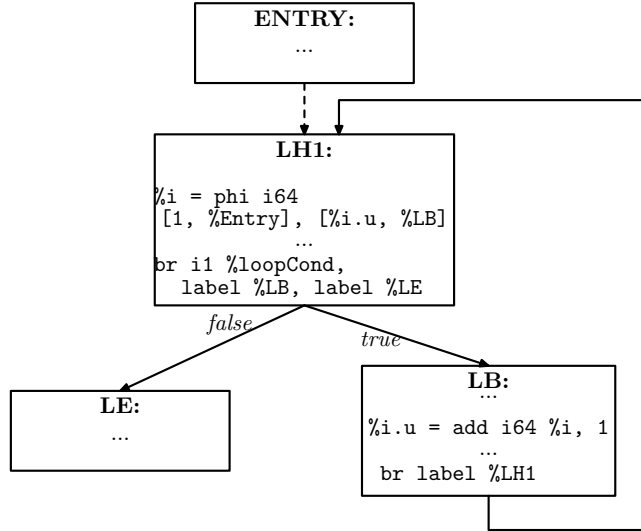 ENTRY:
...
LH1:
%i = phi i64
[1, %Entry], [%i.u, %LB]
...
br i1 %loopCond,
label %LB, label %LE
false
true
LE:
...
LB:
...
%i.u = add i64 %i, 1
...
br label %LH1